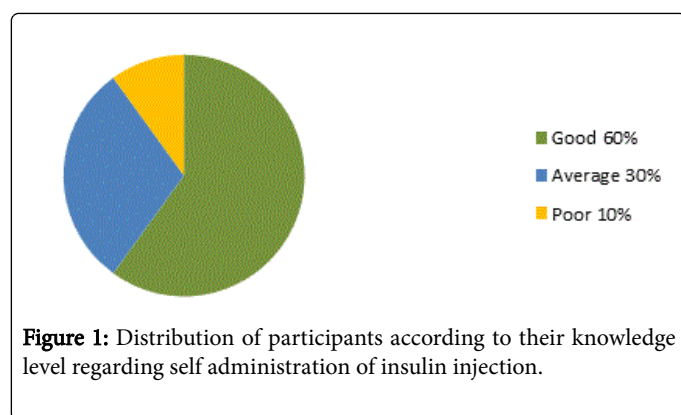 Good 60%
Average 30%
Poor 10%
Figure 1: Distribution of participants according to their knowledge
level regarding self administration of insulin injection.